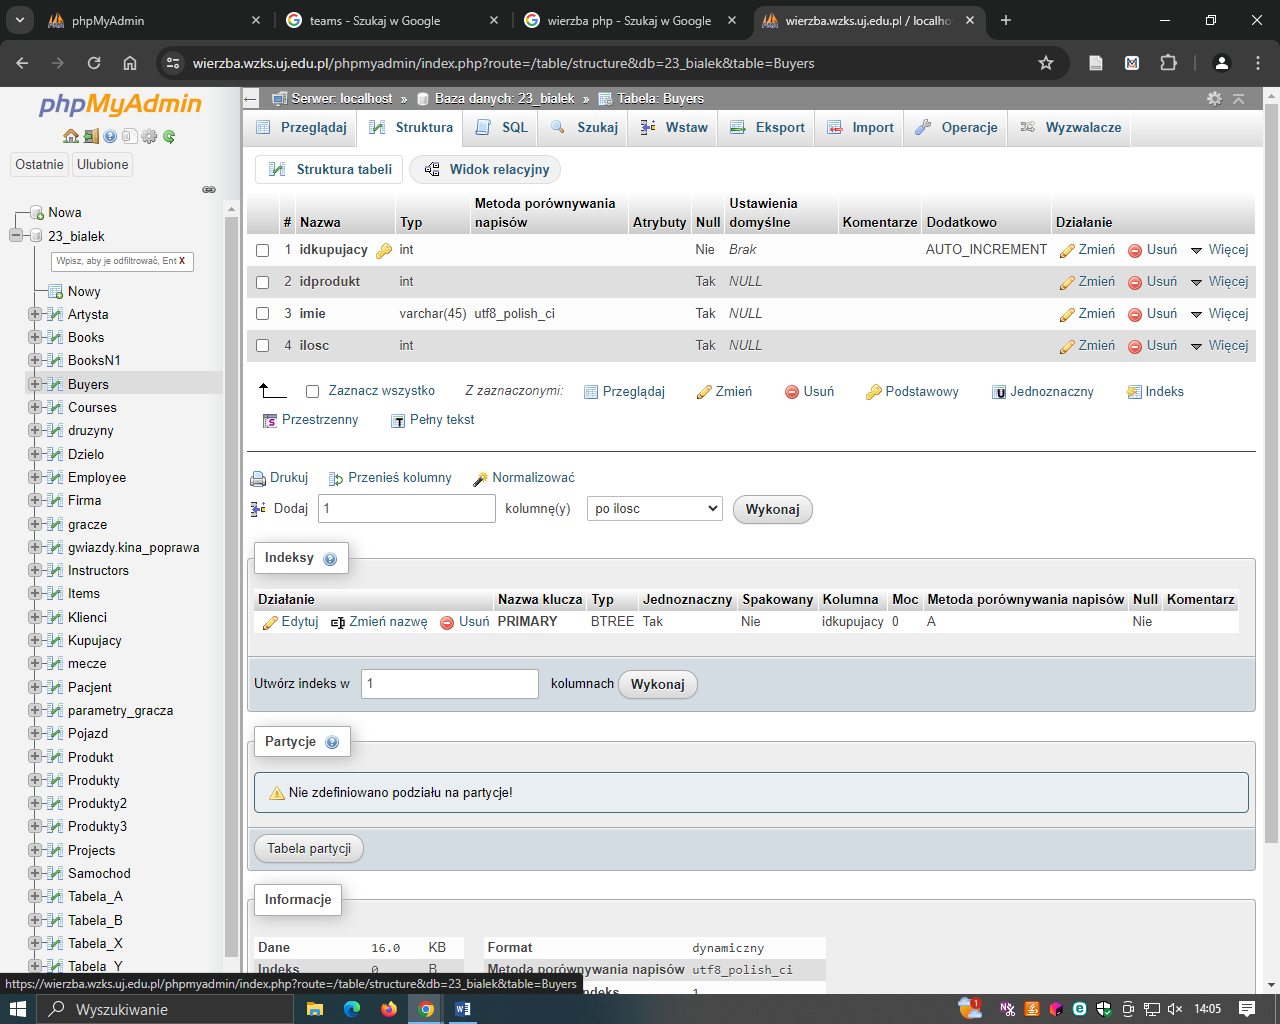 phpMyAdmin
teams - Szukaj w Google
wierzba php - Szukaj w Google
wierzba.wzks.uj.edu.pl / localho
wierzba.wzks.uj.edu.pl/phpmyadmin/index.php?route=/table/structure&db=23_bialek&table=Buyers
phpMyAdmin
Ostatnie Ulubione
Nowa
23_bialek
Wpisz, aby je odfiltrować, Ent X
Nowy
Artysta
Books
BooksN1
Buyers
Courses
druzyny
Dzielo
Employee
Firma
gracze
gwiazdy.kina_poprawa
Instructors
Items
Klienci
Kupujacy
mecze
Pacjent
parametry_gracza
Pojazd
Produkt
Produkty
Produkty2
Produkty3
Projects
Samochod
Tabela_A
Tabela_B
Tabela_X
Tabela_Y
Serwer: localhost » Baza danych: 23_bialek » Tabela: Buyers
Przeglądaj Struktura SQL Szukaj Wstaw Eksport Import Operacje Wyzwalacze
Struktura tabeli Widok relacyjny
# Nazwa Typ Metoda porównywania napisów Atrybuty Null Ustawienia domyślne Komentarze Dodatkowo Działanie
1 idkupujacy int Nie Brak AUTO_INCREMENT Zmień Usuń Więcej
2 idprodukt int Tak NULL Zmień Usuń Więcej
3 imie varchar(45) utf8_polish_ci Tak NULL Zmień Usuń Więcej
4 ilosc int Tak NULL Zmień Usuń Więcej
Zaznacz wszystko Z zaznaczonymi: Przeglądaj Zmień Usuń Podstawowy Jednoznaczny Indeks
Przestrzenny Pełny tekst
Drukuj Przenieś kolumny Normalizować
Dodaj 1 kolumnę(y) po ilosc Wykonaj
Indeksy
Działanie Nazwa klucza Typ Jednoznaczny Spakowany Kolumna Moc Metoda porównywania napisów Null Komentarz
Edytuj Zmień nazwę Usuń PRIMARY BTREE Tak Nie idkupujacy 0 A Nie
Utwórz indeks w 1 kolumnach Wykonaj
Partycje
Nie zdefiniowano podziału na partycje!
Tabela partycji
Informacje
Dane 16.0 KB Format dynamiczny
Indeks 0 B Metoda porównywania napisów utf8_polish_ci
https://wierzba.wzks.uj.edu.pl/phpmyadmin/index.php?route=/table/structure&db=23_bialek&table=Buyers
Wyszukiwanie
1
14:05